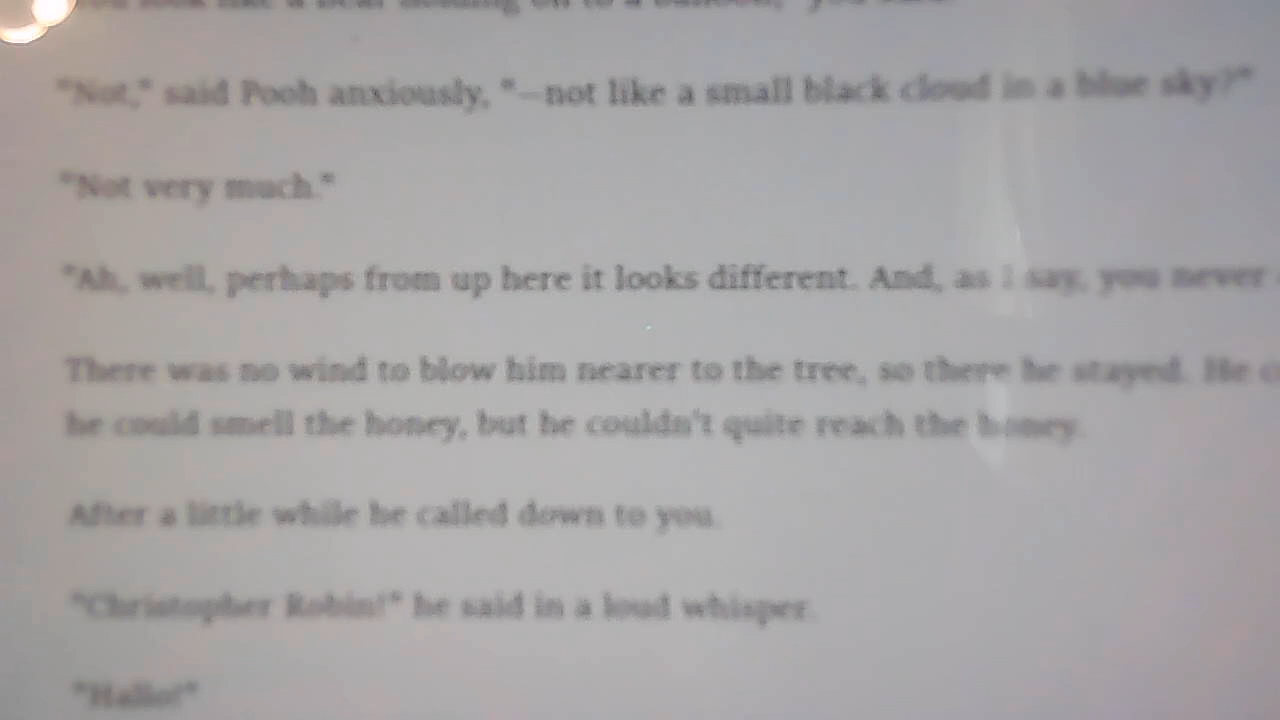 "Not," said Pooh anxiously, "—not like a small black cloud in a blue sky?"
"Not very much."
"Ah, well, perhaps from up here it looks different. And, as I say, you never
There was no wind to blow him nearer to the tree, so there he stayed. He
he could smell the honey, but he couldn't quite reach the honey.
After a little while he called down to you.
"Christopher Robin!" he said in a loud whisper.
"Hallo!"